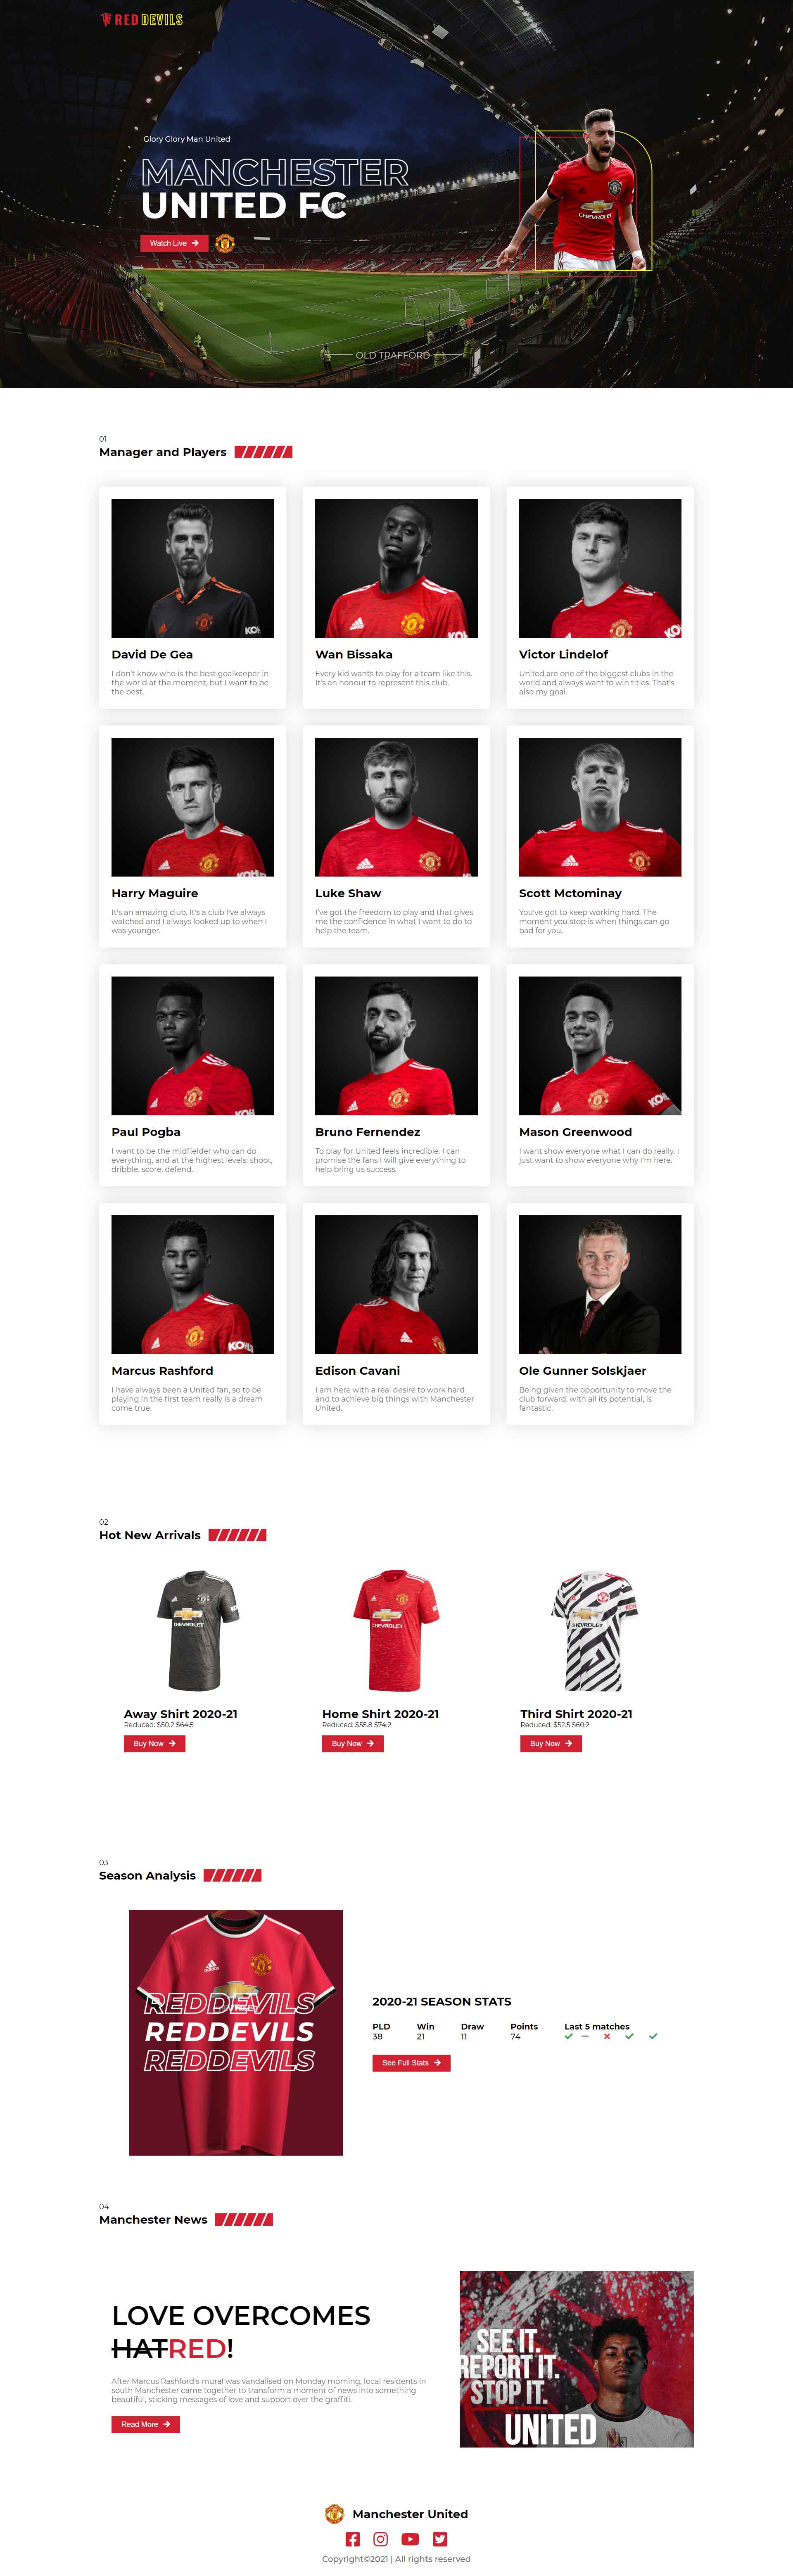 RED DEVILS
Glory Glory Man United
MANCHESTER
UNITED FC
CHEVROLET
Watch Live
OLD TRAFFORD
01
Manager and Players
David De Gea
I don't know who is the best goalkeeper in
the world at the moment, but I want to be
the best.
Wan Bissaka
Every kid wants to play for a team like this.
It's an honour to represent this club.
Victor Lindelof
United are one of the biggest clubs in the
world and always want to win titles. That's
also my goal.
adidas
Harry Maguire
It's an amazing club. It's a club I've always
watched and I always looked up to when I
was younger.
Luke Shaw
I've got the freedom to play and that gives
me the confidence in what I want to do to
help the team.
Scott Mctominay
You've got to keep working hard. The
moment you stop is when things can go
bad for you.
Paul Pogba
I want to be the midfielder who can do
everything, and at the highest levels: shoot,
dribble, score, defend.
Bruno Fernendez
To play for United feels incredible. I can
promise the fans I will give everything to
help bring us success.
Mason Greenwood
I want show everyone what I can do really. I
just want to show everyone why I'm here.
KOHL
Marcus Rashford
I have always been a United fan, so to be
playing in the first team really is a dream
come true.
Edison Cavani
I am here with a real desire to work hard
and to achieve big things with Manchester
United.
Ole Gunner Solskjaer
Being given the opportunity to move the
club forward, with all its potential, is
fantastic.
02
Hot New Arrivals
CHEVROLET
CHEVROLET
CHEVROLET
Away Shirt 2020-21
Reduced: $50.2 $64.5
Buy Now
Home Shirt 2020-21
Reduced: $55.8 $74.2
Buy Now
Third Shirt 2020-21
Reduced: $52.5 $60.2
Buy Now
03
Season Analysis
adidas
REDDEVILS
REDDEVILS
REDDEVILS
2020-21 SEASON STATS
PLD Win Draw Points Last 5 matches
38 21 11 74
See Full Stats
04
Manchester News
LOVE OVERCOMES
HATRED!
After Marcus Rashford's mural was vandalised on Monday morning, local residents in
south Manchester came together to transform a moment of news into something
beautiful, sticking messages of love and support over the graffiti.
Read More
SEE IT.
REPORT IT.
STOP IT.
UNITED
Manchester United
Copyright©2021 | All rights reserved